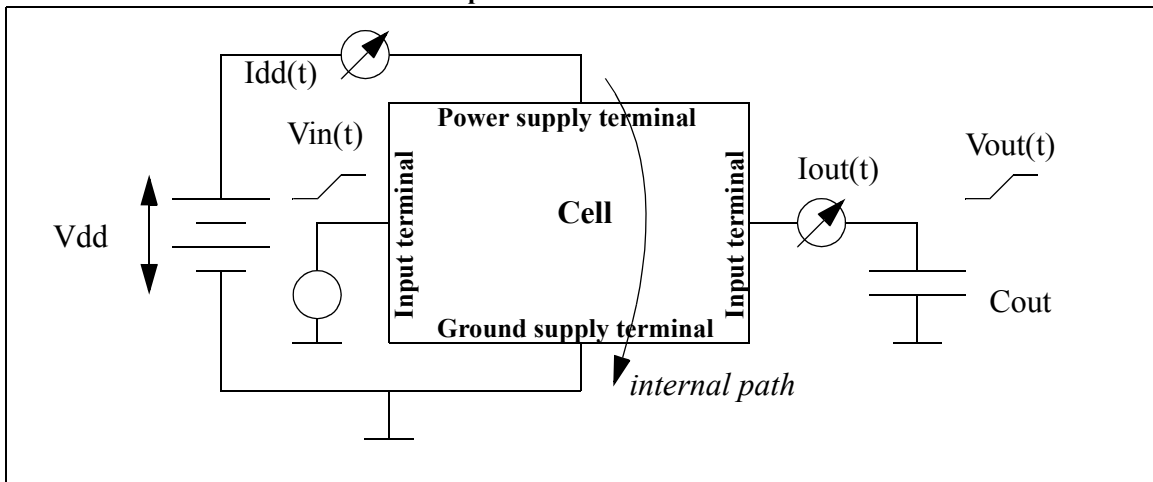 Idd(t)
Power supply terminal
Vin(t)
Vout(t)
Iout(t)
Input terminal
Cell
Input terminal
Vdd
Cout
Ground supply terminal
internal path